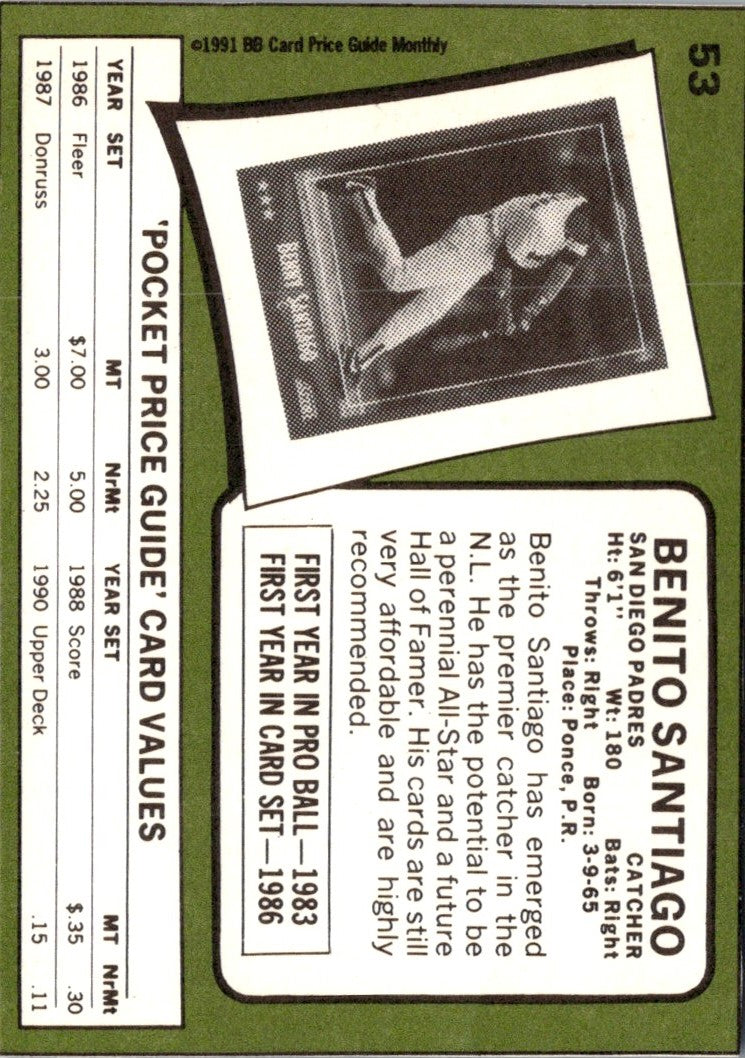 53
©1991 BB Card Price Guide Monthly
★★★ BENNY SANTIAGO
BENITO SANTIAGO
SAN DIEGO PADRES CATCHER
Ht: 6'1" Wt: 180 Bats: Right
Throws: Right Born: 3-9-65
Place: Ponce, P.R.
Benito Santiago has emerged
as the premier catcher in the
N.L. He has the potential to be
a perennial All-Star and a future
Hall of Famer. His cards are still
very affordable and are highly
recommended.
FIRST YEAR IN PRO BALL—1983
FIRST YEAR IN CARD SET—1986
'POCKET PRICE GUIDE' CARD VALUES
YEAR SET MT NrMt YEAR SET MT NrMt
1986 Fleer $7.00 5.00 1988 Score $.35 .30
1987 Donruss 3.00 2.25 1990 Upper Deck .15 .11